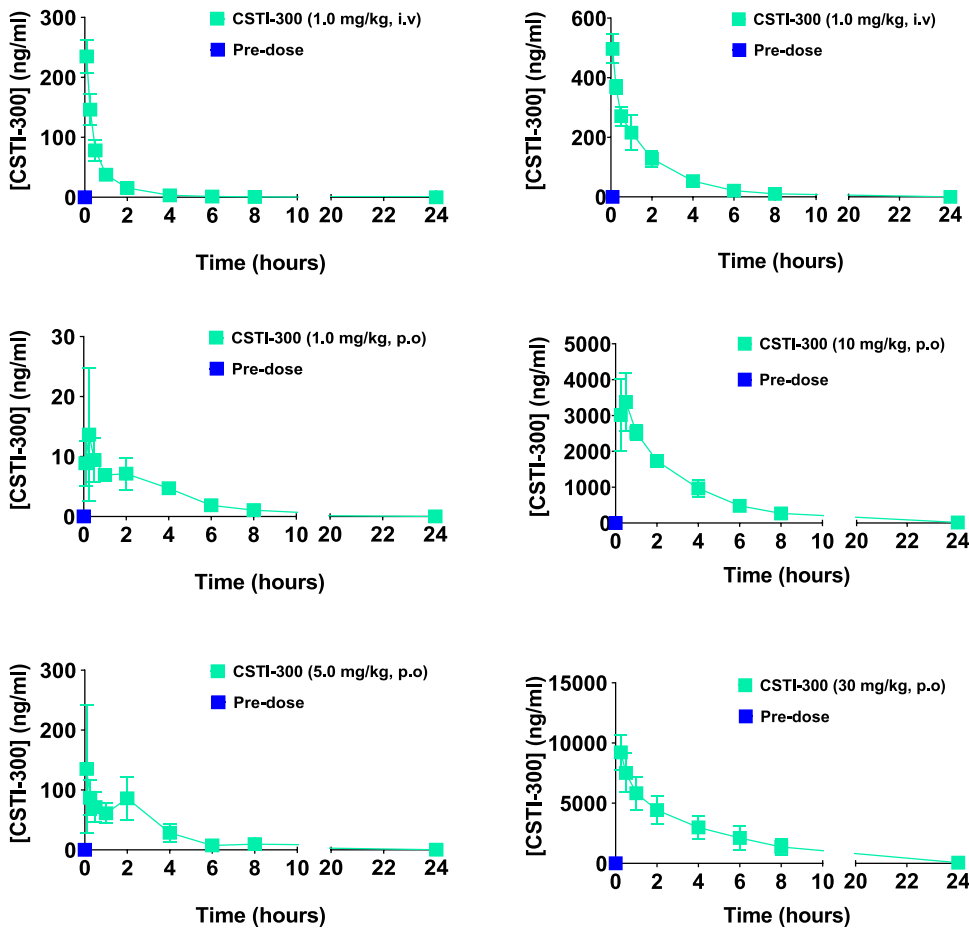 CSTI-300 (1.0 mg/kg, i.v)
Pre-dose
[CSTI-300] (ng/ml)
300
200
100
0
0 2 4 6 8 10 20 22 24
Time (hours)
CSTI-300 (1.0 mg/kg, i.v)
Pre-dose
[CSTI-300] (ng/ml)
600
400
200
0
0 2 4 6 8 10 20 22 24
Time (hours)
CSTI-300 (1.0 mg/kg, p.o)
Pre-dose
[CSTI-300] (ng/ml)
30
20
10
0
0 2 4 6 8 10 20 22 24
Time (hours)
CSTI-300 (10 mg/kg, p.o)
Pre-dose
[CSTI-300] (ng/ml)
5000
4000
3000
2000
1000
0
0 2 4 6 8 10 20 22 24
Time (hours)
CSTI-300 (5.0 mg/kg, p.o)
Pre-dose
[CSTI-300] (ng/ml)
300
200
100
0
0 2 4 6 8 10 20 22 24
Time (hours)
CSTI-300 (30 mg/kg, p.o)
Pre-dose
[CSTI-300] (ng/ml)
15000
10000
5000
0
0 2 4 6 8 10 20 22 24
Time (hours)